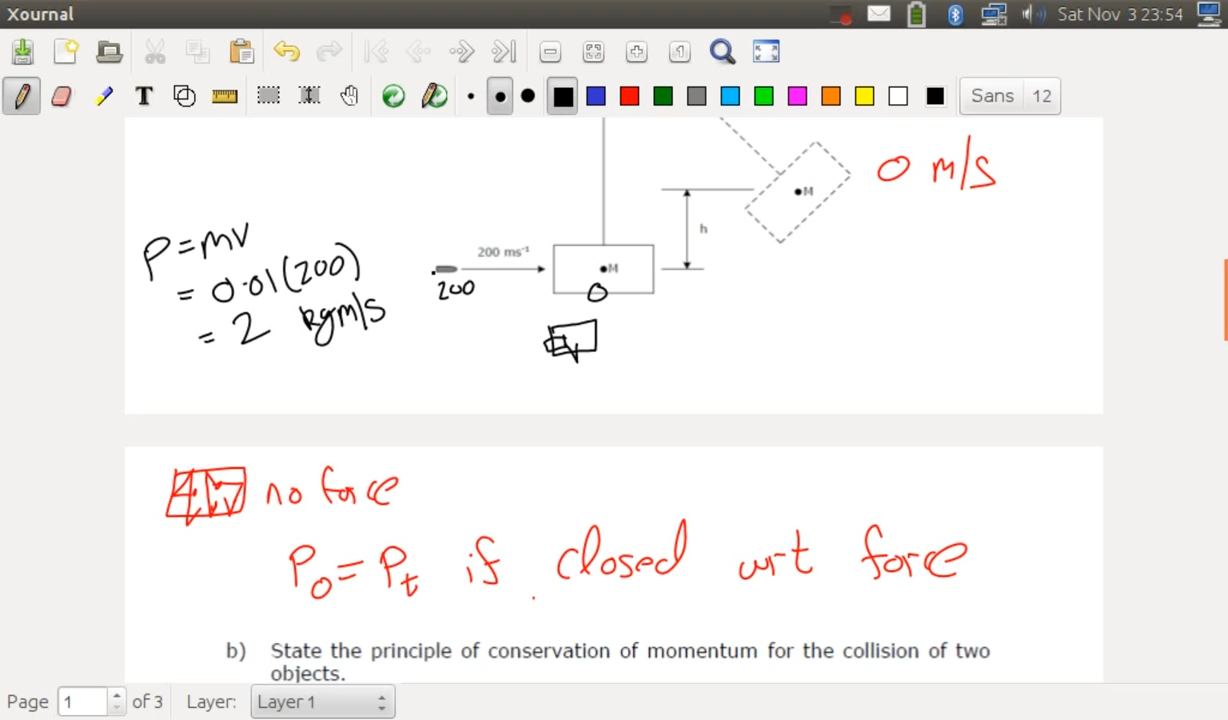 Xournal
Sat Nov 3 23:54
T
Sans 12
0 m/s
M
h
200 ms⁻¹
M
200
0
P=mv
= 0.01(200)
= 2 kgm/s
no force
P₀=Pₜ if closed wrt force
b) State the principle of conservation of momentum for the collision of two
objects.
Page 1 of 3 Layer: Layer 1